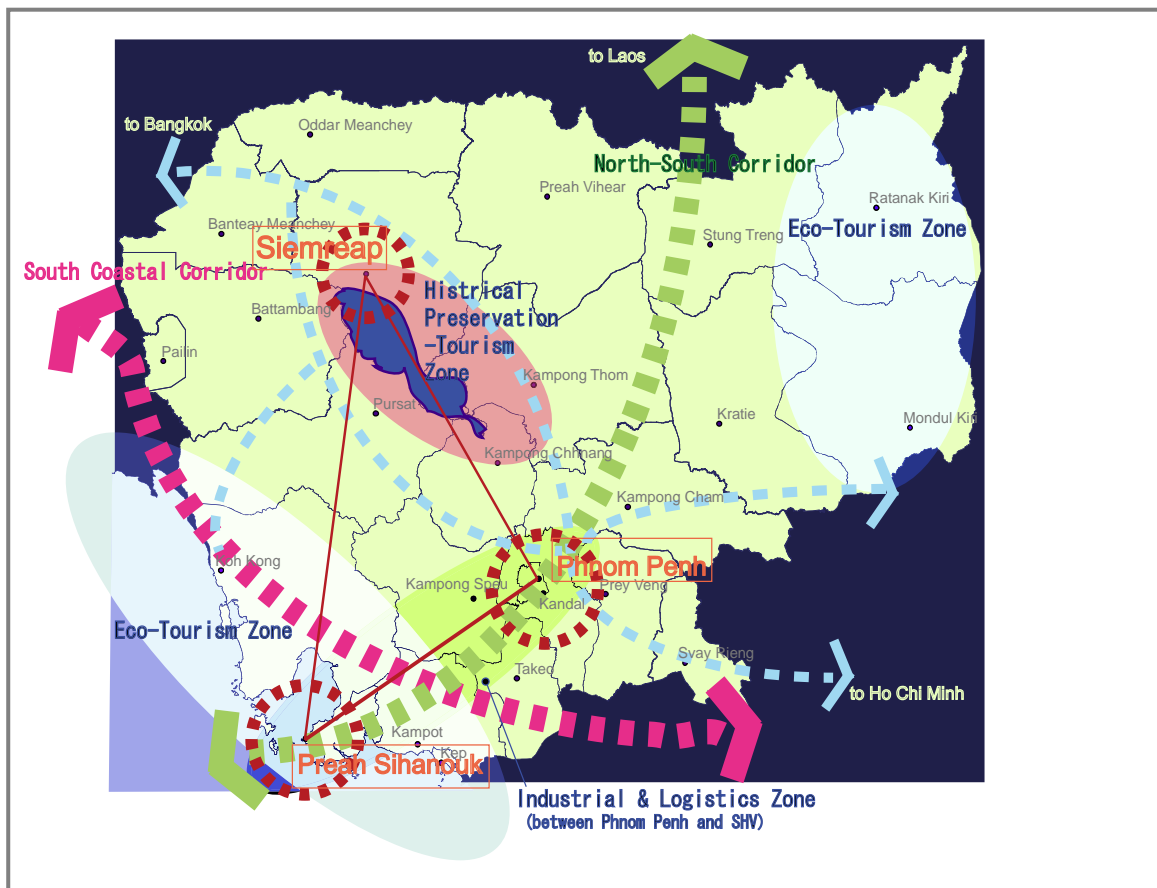 to Laos
to Bangkok
Oddar Meanchey
North-South Corridor
Preah Vihear
Ratanak Kiri
Banteay Meanchey
Eco-Tourism Zone
Stung Treng
Siemreap
South Coastal Corridor
Histrical
Preservation
-Tourism
Zone
Battambang
Pailin
Kampong Thom
Pursat
Kratie
Mondul Kiri
Kampong Chhnang
Kampong Cham
Phnom Penh
Koh Kong
Kampong Speu
Prey Veng
Kandal
Eco-Tourism Zone
Svay Rieng
Takeo
to Ho Chi Minh
Kampot
Kep
Preah Sihanouk
Industrial & Logistics Zone
(between Phnom Penh and SHV)